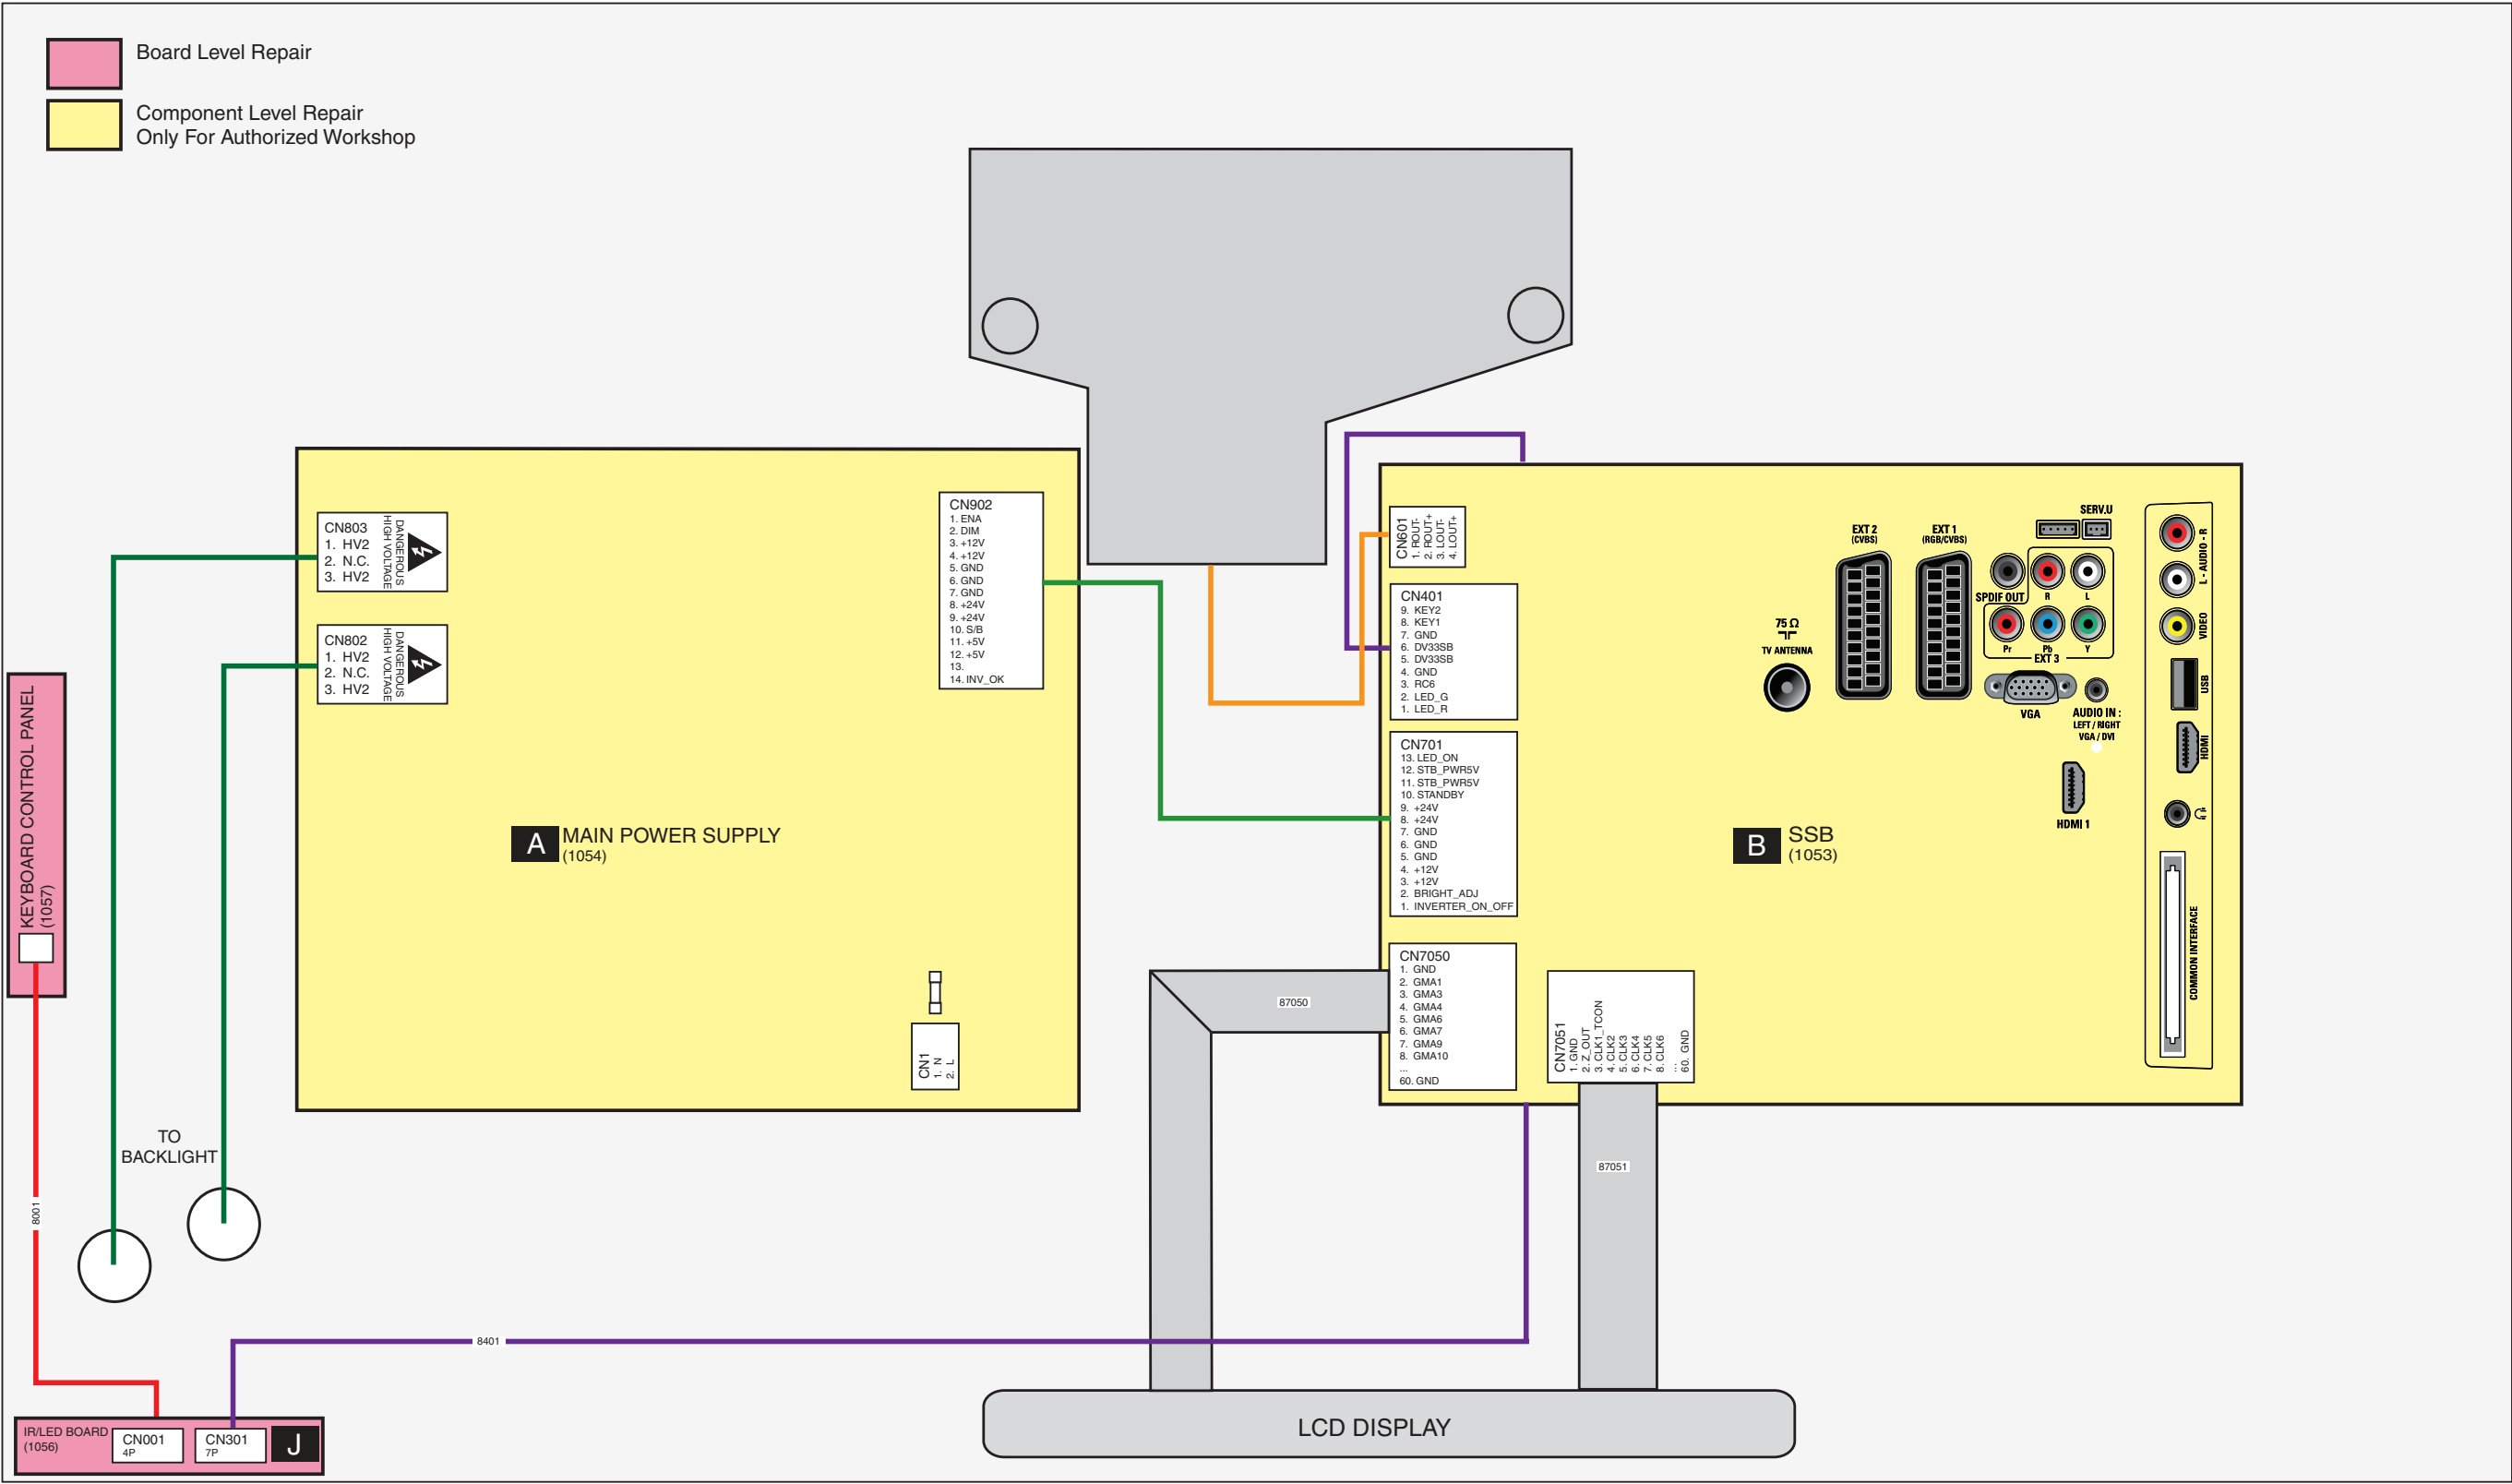 Board Level Repair
Component Level Repair
Only For Authorized Workshop
KEYBOARD CONTROL PANEL
(1057)
8001
CN803
1. HV2
2. N.C.
3. HV2
DANGEROUS
HIGH VOLTAGE
CN802
1. HV2
2. N.C.
3. HV2
DANGEROUS
HIGH VOLTAGE
CN902
1. ENA
2. DIM
3. +12V
4. +12V
5. GND
6. GND
7. GND
8. +24V
9. +24V
10. S/B
11. +5V
12. +5V
13.
14. INV_OK
A MAIN POWER SUPPLY
(1054)
CN1
1. N
2. L
TO
BACKLIGHT
CN601
1. ROUT-
2. ROUT+
3. LOUT-
4. LOUT+
CN401
9. KEY2
8. KEY1
7. GND
6. DV33SB
5. DV33SB
4. GND
3. RC6
2. LED_G
1. LED_R
CN701
13. LED_ON
12. STB_PWR5V
11. STB_PWR5V
10. STANDBY
9. +24V
8. +24V
7. GND
6. GND
5. GND
4. +12V
3. +12V
2. BRIGHT_ADJ
1. INVERTER_ON_OFF
CN7050
1. GND
2. GMA1
3. GMA3
4. GMA4
5. GMA6
6. GMA7
7. GMA9
8. GMA10
...
60. GND
CN7051
1. GND
2. Z_OUT
3. CLK1_TCON
4. CLK2
5. CLK3
6. CLK4
7. CLK5
8. CLK6
...
60. GND
B SSB
(1053)
75 Ω
TV ANTENNA
EXT 2
(CVBS)
EXT 1
(RGB/CVBS)
SERV.U
SPDIF OUT
R
L
Pr
Pb
Y
EXT 3
VGA
AUDIO IN :
LEFT / RIGHT
VGA / DVI
HDMI 1
L - AUDIO - R
VIDEO
USB
HDMI
COMMON INTERFACE
87050
87051
8401
IR/LED BOARD
(1056)
CN001
4P
CN301
7P
J
LCD DISPLAY